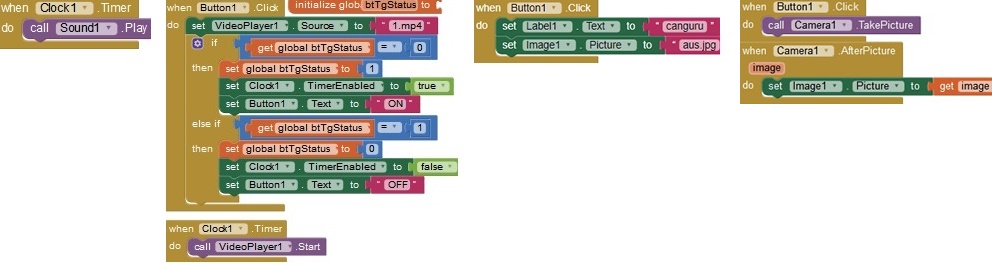 when Clock1 .Timer
do call Sound1 .Play
initialize glob btTgStatus to
when Button1 .Click
do set VideoPlayer1 . Source to " 1.mp4 "
if get global btTgStatus = 0
then set global btTgStatus to 1
set Clock1 . TimerEnabled to true
set Button1 . Text to " ON "
else if get global btTgStatus = 1
then set global btTgStatus to 0
set Clock1 . TimerEnabled to false
set Button1 . Text to " OFF "
when Clock1 .Timer
do call VideoPlayer1 .Start
when Button1 .Click
do set Label1 . Text to " canguru "
set Image1 . Picture to " aus.jpg
when Button1 .Click
do call Camera1 .TakePicture
when Camera1 .AfterPicture
image
do set Image1 . Picture to get image